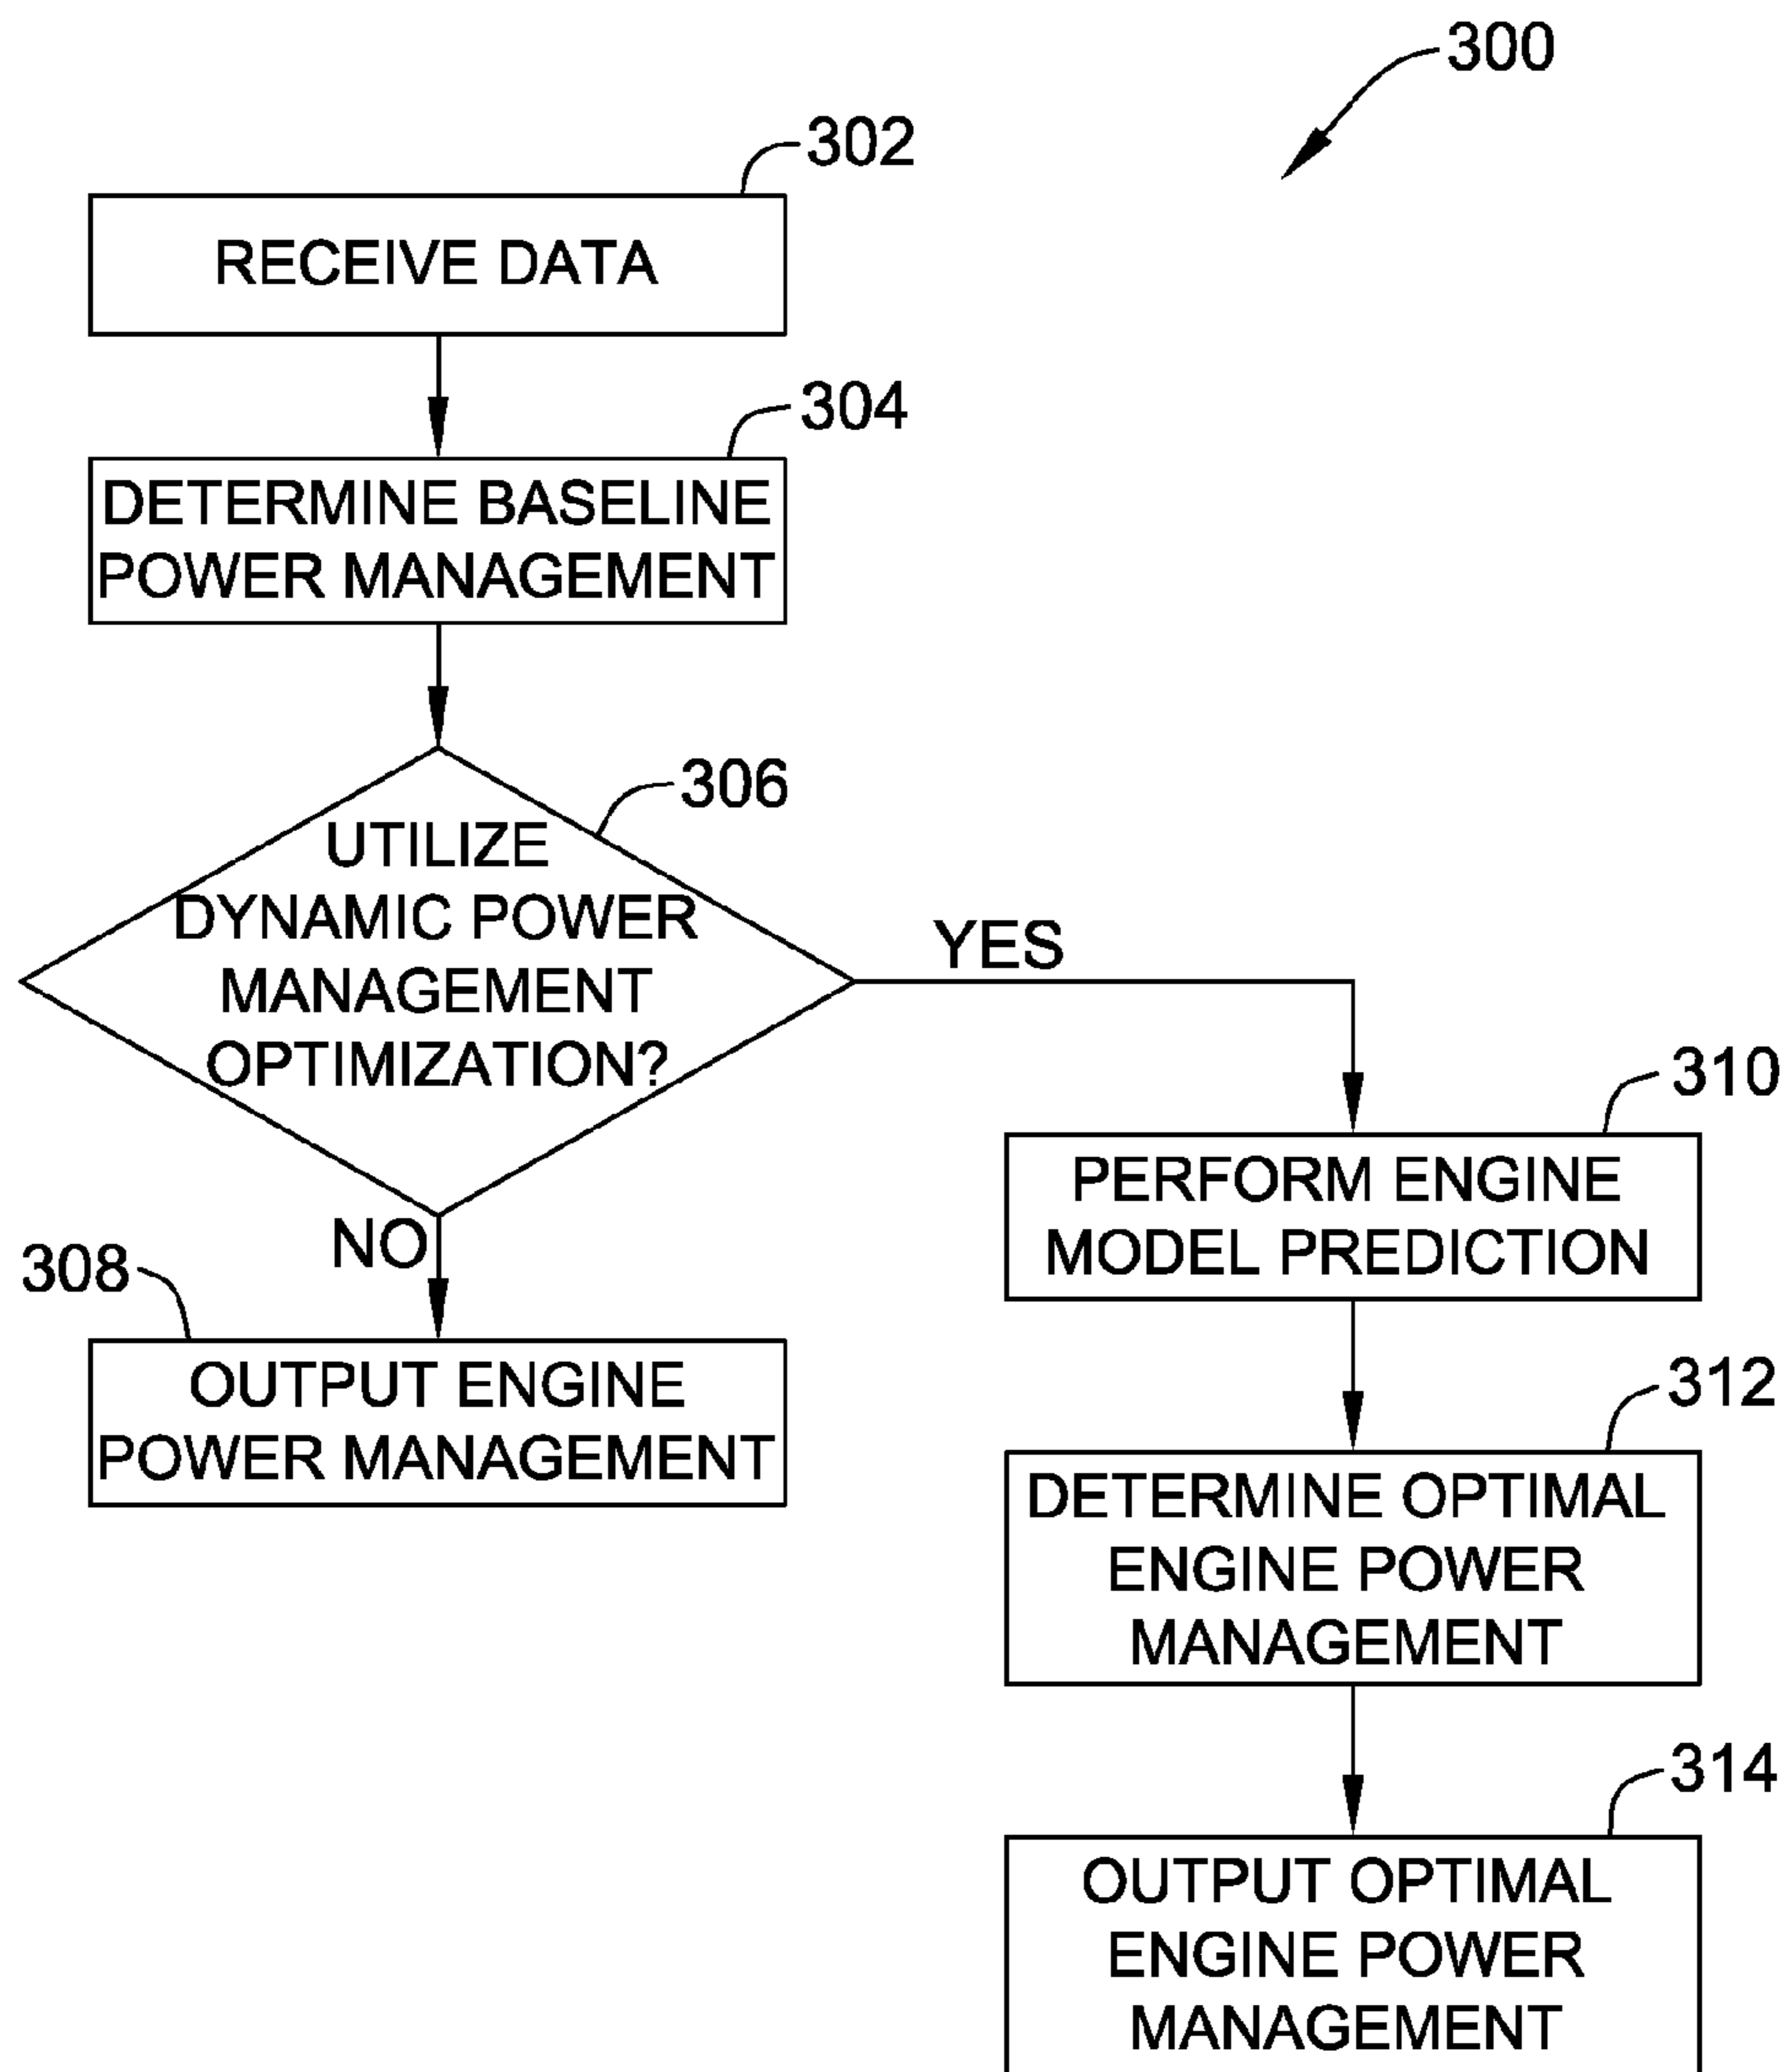 300
302
RECEIVE DATA
304
DETERMINE BASELINE
POWER MANAGEMENT
306
UTILIZE
DYNAMIC POWER
MANAGEMENT
OPTIMIZATION?
YES
NO
308
OUTPUT ENGINE
POWER MANAGEMENT
310
PERFORM ENGINE
MODEL PREDICTION
312
DETERMINE OPTIMAL
ENGINE POWER
MANAGEMENT
314
OUTPUT OPTIMAL
ENGINE POWER
MANAGEMENT